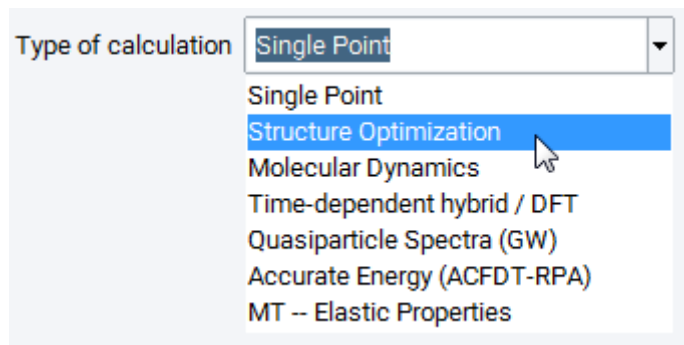 Type of calculation Single Point
Single Point
Structure Optimization
Molecular Dynamics
Time-dependent hybrid / DFT
Quasiparticle Spectra (GW)
Accurate Energy (ACFDT-RPA)
MT -- Elastic Properties